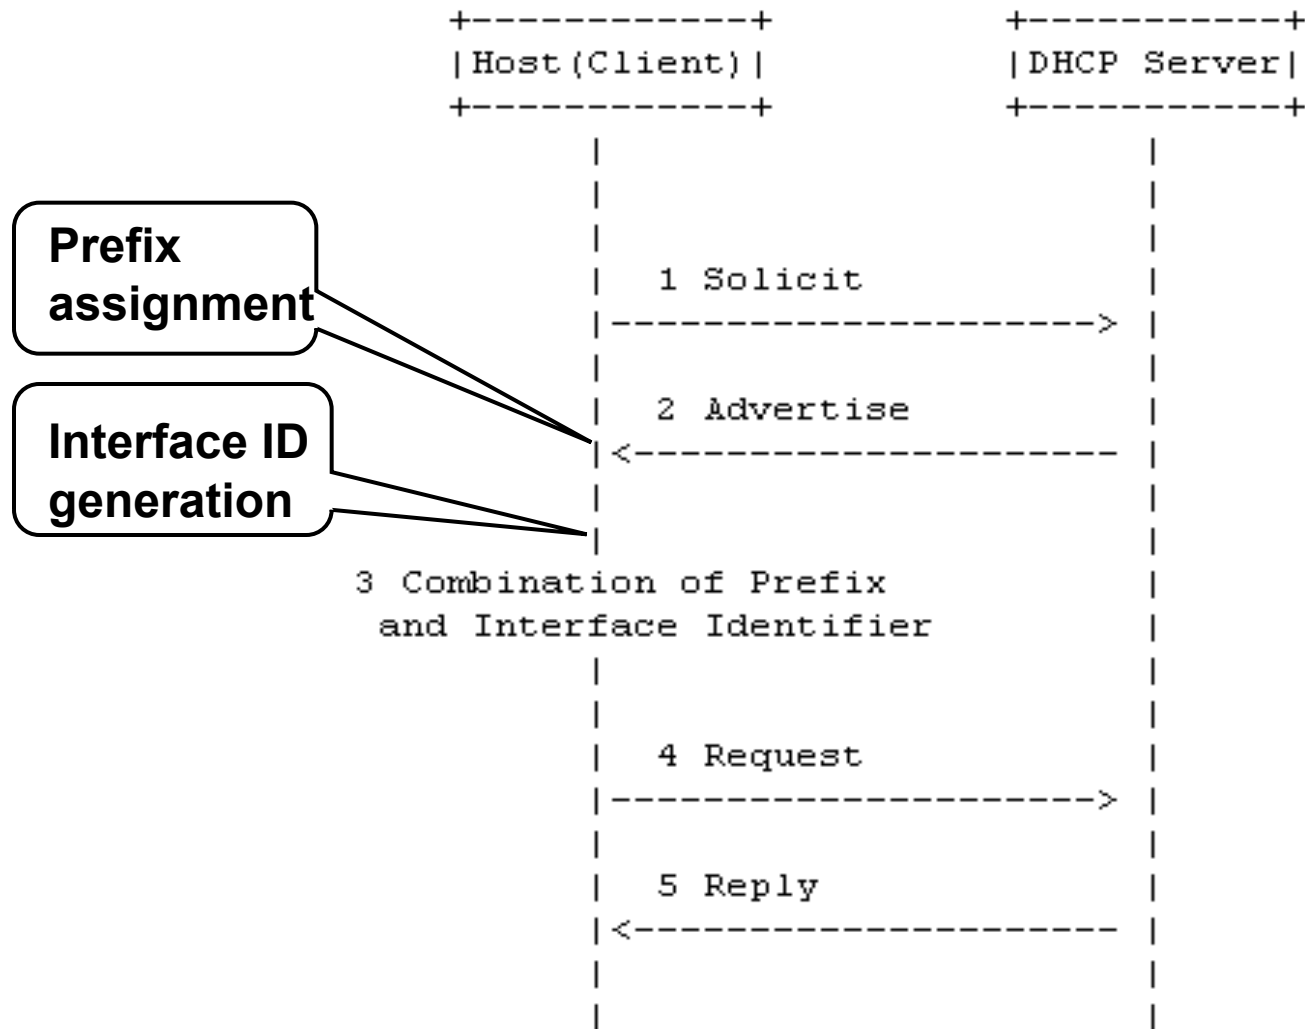 +------------+ +-----------+
|Host(Client)| |DHCP Server|
+------------+ +-----------+
Prefix
assignment
1 Solicit
|--------------------->|
2 Advertise
|<---------------------|
Interface ID
generation
3 Combination of Prefix
and Interface Identifier
4 Request
|--------------------->|
5 Reply
|<---------------------|